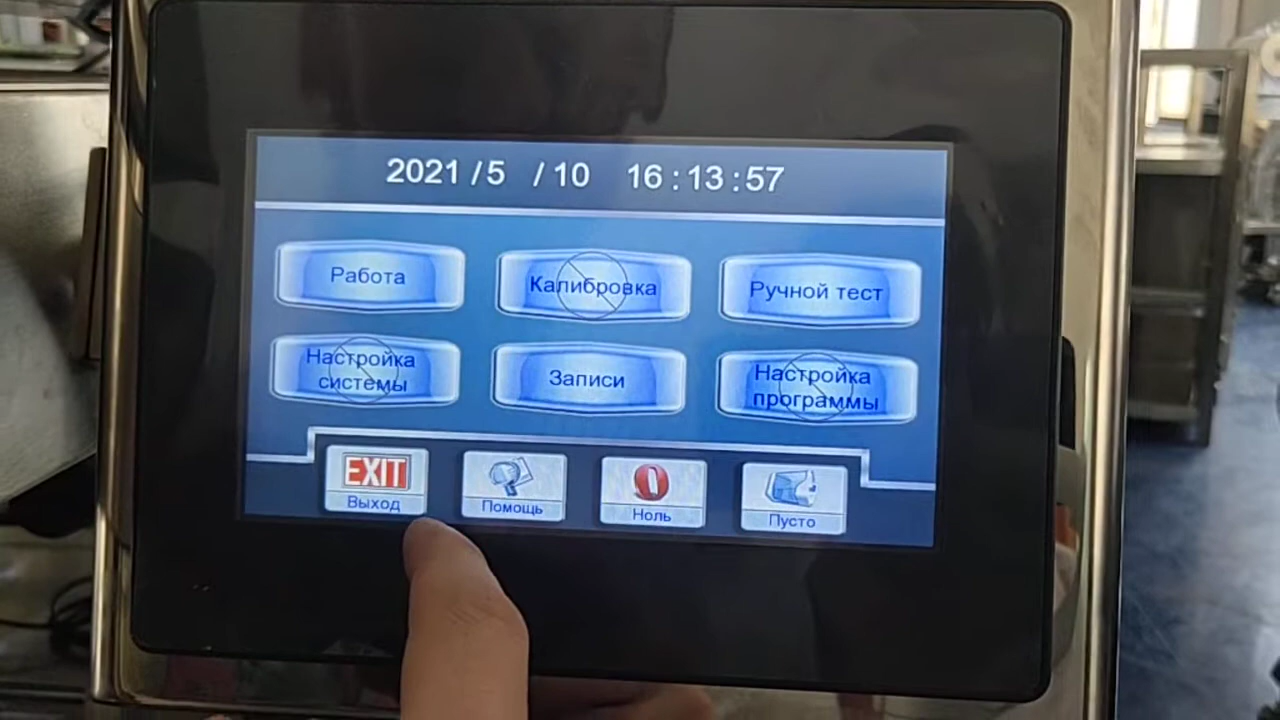 2021 /5 /10 16:13:57
Работа
Калибровка
Ручной тест
Настройка
системы
Записи
Настройка
программы
EXIT
Выход
Помощь
Ноль
Пусто